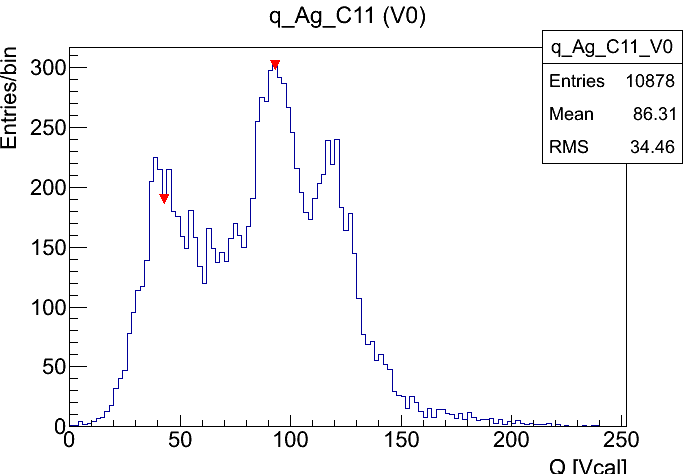 q_Ag_C11 (V0)
q_Ag_C11_V0
Entries 10878
Mean 86.31
RMS 34.46
Entries/bin
300
250
200
150
100
50
0
0 50 100 150 200 250
Q [Vcal]